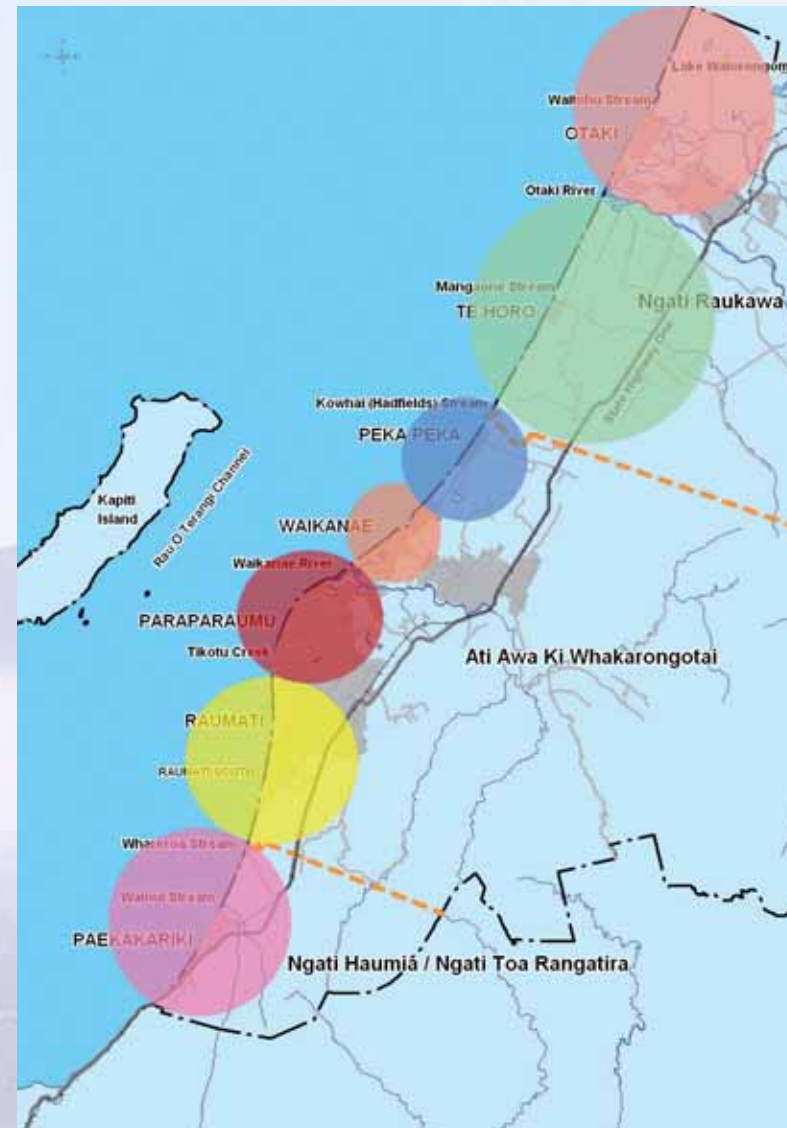 Lake Waiorongomai
Waitohu Stream
OTAKI
Otaki River
Mangaone Stream
Ngati Raukawa
TE HORO
State Highway One
Kowhai (Hadfields) Stream
PEKA PEKA
Kapiti
Island
Rau O Terangi Channel
WAIKANAE
Waikanae River
PARAPARAUMU
Tikotu Creek
Ati Awa Ki Whakarongotai
RAUMATI
RAUMATI SOUTH
Whareroa Stream
Wainui Stream
PAEKAKARIKI
Ngati Haumiâ / Ngati Toa Rangatira